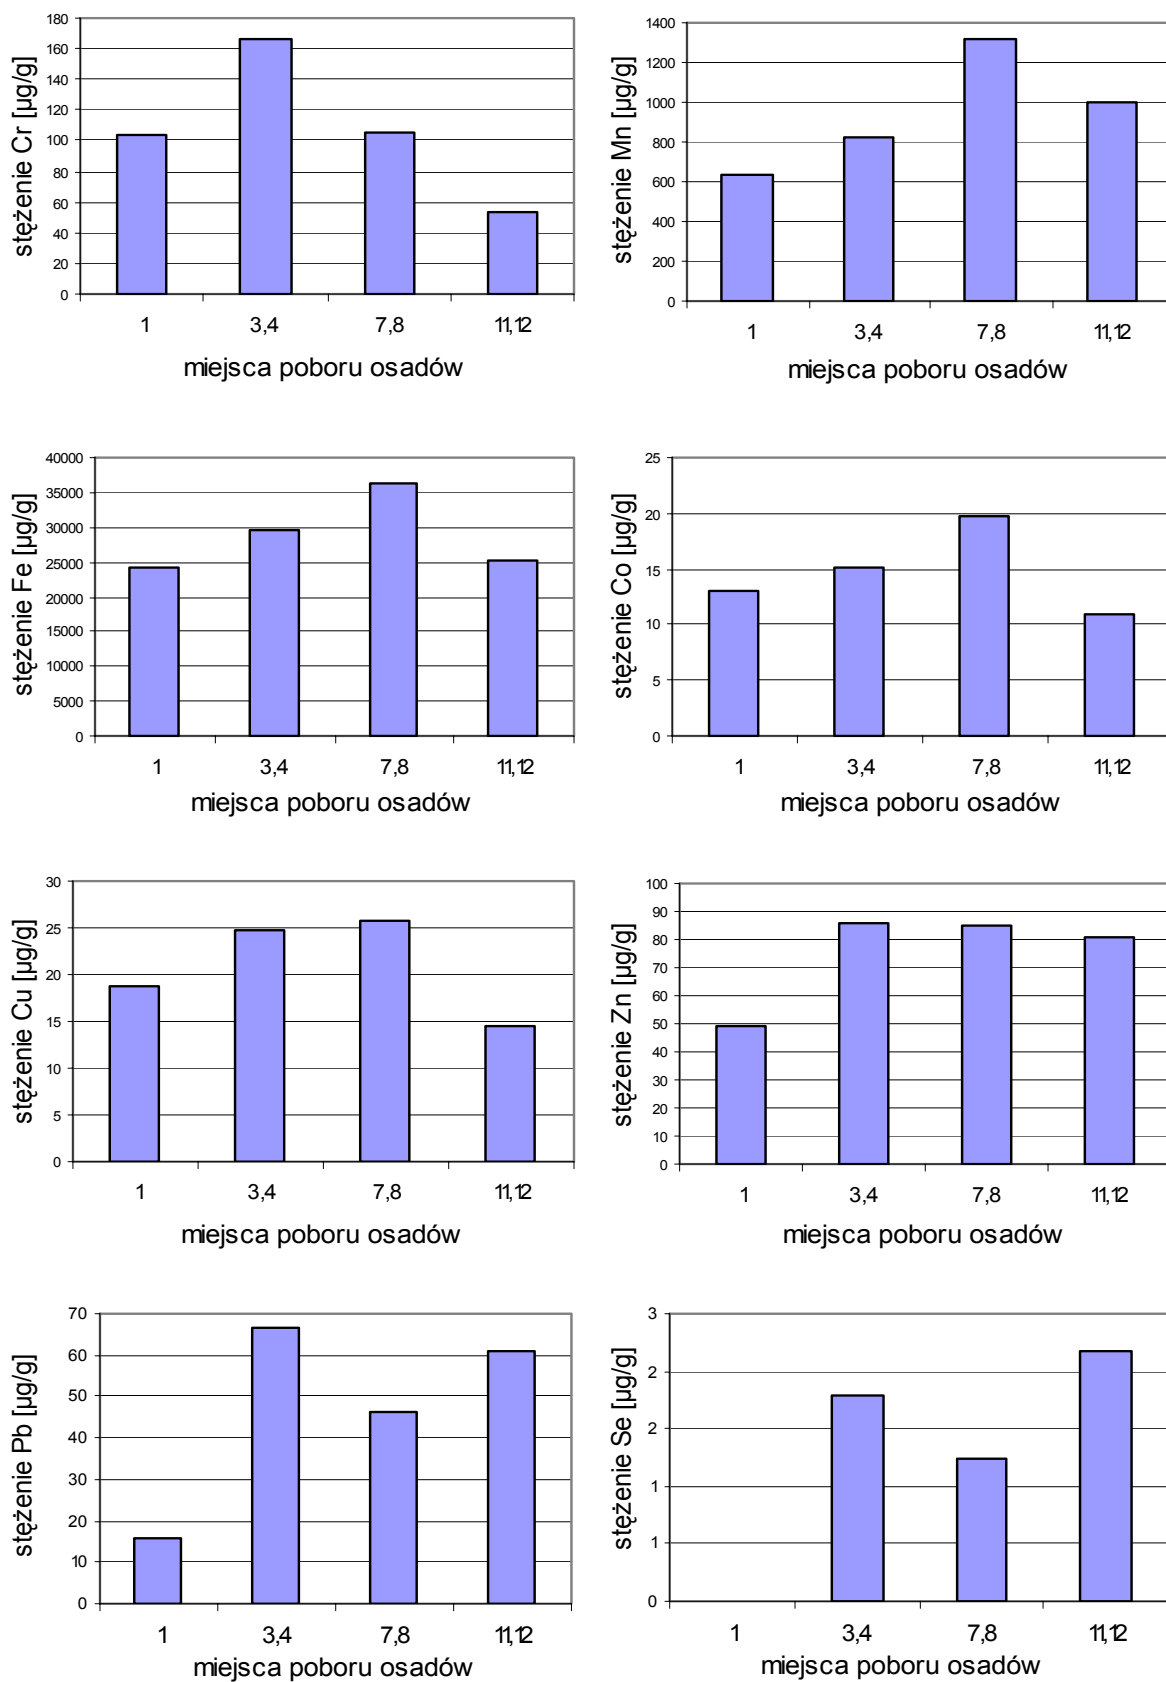 stężenie Cr [µg/g]
180
160
140
120
100
80
60
40
20
0
1 3,4 7,8 11,12
miejsca poboru osadów
stężenie Mn [µg/g]
1400
1200
1000
800
600
400
200
0
1 3,4 7,8 11,12
miejsca poboru osadów
stężenie Fe [µg/g]
40000
35000
30000
25000
20000
15000
10000
5000
0
1 3,4 7,8 11,12
miejsca poboru osadów
stężenie Co [µg/g]
25
20
15
10
5
0
1 3,4 7,8 11,12
miejsca poboru osadów
stężenie Cu [µg/g]
30
25
20
15
10
5
0
1 3,4 7,8 11,12
miejsca poboru osadów
stężenie Zn [µg/g]
100
90
80
70
60
50
40
30
20
10
0
1 3,4 7,8 11,12
miejsca poboru osadów
stężenie Pb [µg/g]
70
60
50
40
30
20
10
0
1 3,4 7,8 11,12
miejsca poboru osadów
stężenie Se [µg/g]
3
2
2
1
1
0
1 3,4 7,8 11,12
miejsca poboru osadów